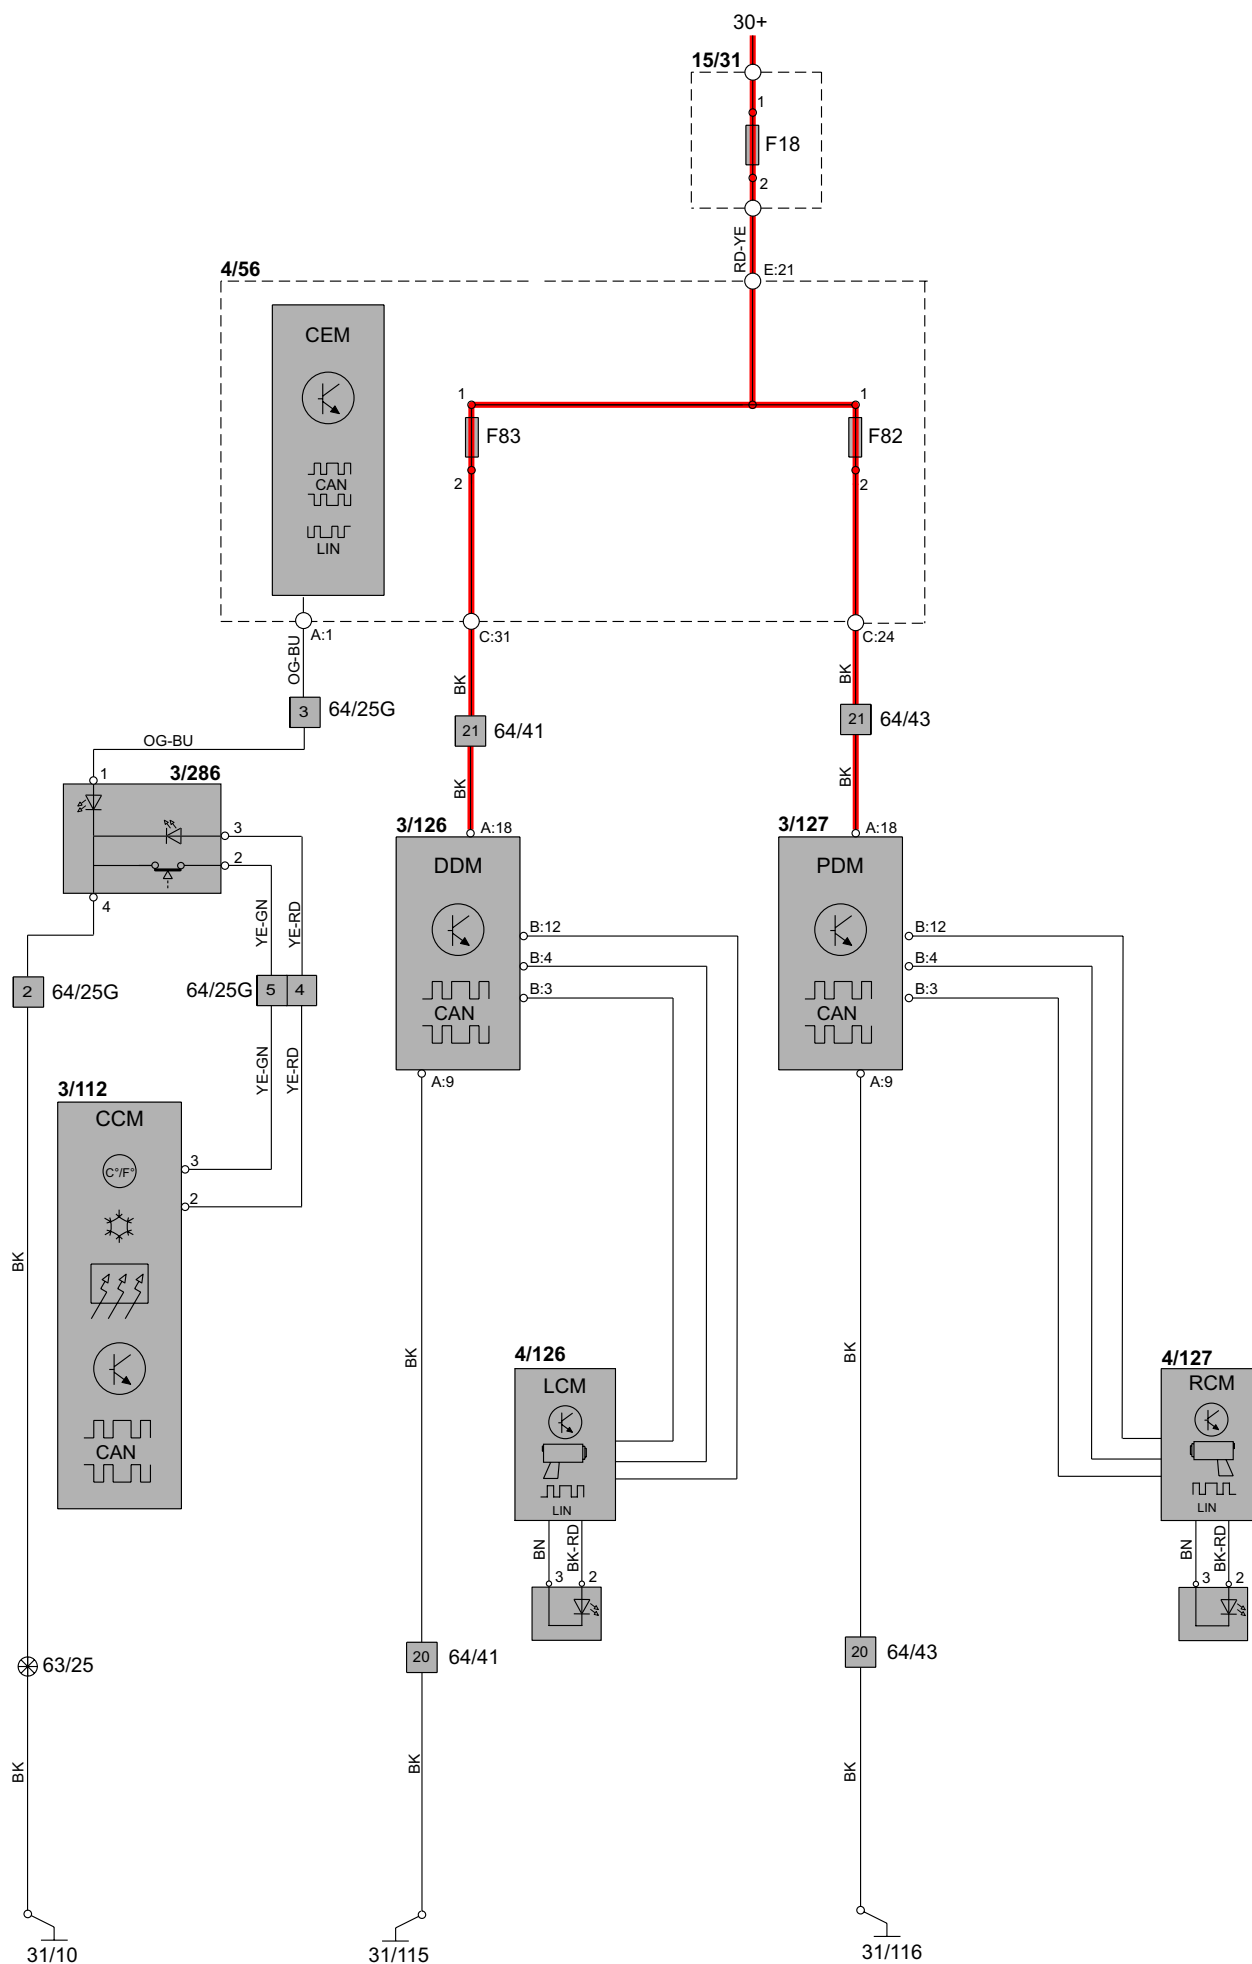 30+
15/31
1
F18
2
RD-YE
E:21
4/56
CEM
CAN
LIN
1
F83
2
1
F82
2
A:1
C:31
C:24
OG-BU
BK
BK
3
64/25G
21
64/41
21
64/43
OG-BU
BK
BK
1
3/286
3
2
4
3/126
A:18
DDM
CAN
B:12
B:4
B:3
A:9
3/127
A:18
PDM
CAN
B:12
B:4
B:3
A:9
YE-GN
YE-RD
2
64/25G
64/25G
5
4
YE-GN
YE-RD
3/112
CCM
C°/F°
CAN
3
2
BK
BK
BK
4/126
LCM
LIN
BN
BK-RD
3
2
4/127
RCM
LIN
BN
BK-RD
3
2
63/25
20
64/41
20
64/43
BK
BK
BK
31/10
31/115
31/116